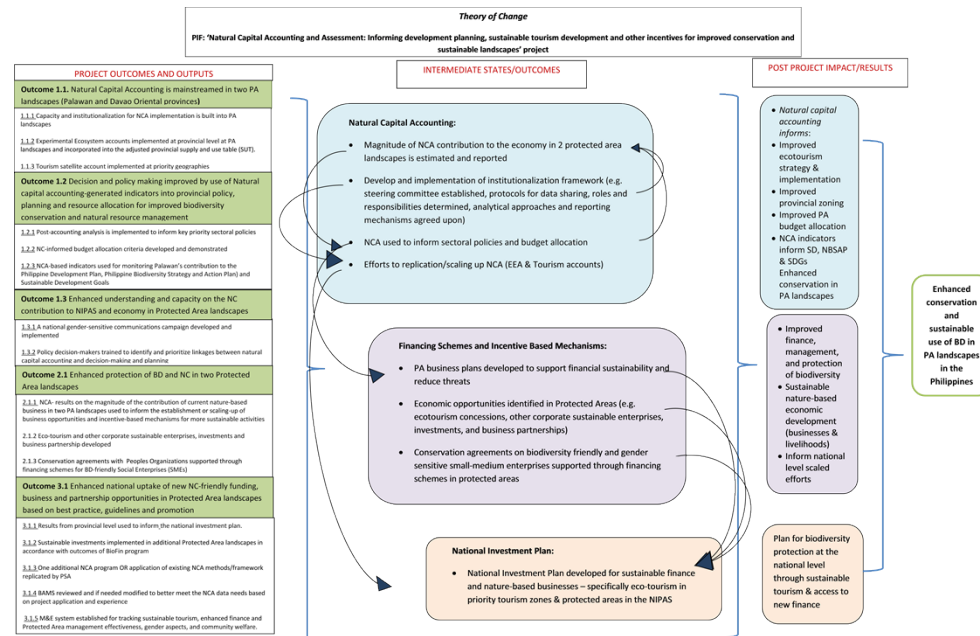 Theory of Change
PIF: 'Natural Capital Accounting and Assessment: Informing development planning, sustainable tourism development and other incentives for improved conservation and
sustainable landscapes' project
PROJECT OUTCOMES AND OUTPUTS
Outcome 1.1. Natural Capital Accounting is mainstreamed in two PA
landscapes (Palawan and Davao Oriental provinces)
1.1.1 Capacity and institutionalization for NCA implementation is built into PA
landscapes
1.1.2 Experimental Ecosystem accounts implemented at provincial level at PA
landscapes and incorporated into the adjusted provincial supply and use table (SUT).
1.1.3 Tourism satellite account implemented at priority geographies
Outcome 1.2 Decision and policy making improved by use of Natural
capital accounting-generated indicators into provincial policy,
planning and resource allocation for improved biodiversity
conservation and natural resource management
1.2.1 Post-accounting analysis is implemented to inform key priority sectoral policies
1.2.2 NC-informed budget allocation criteria developed and demonstrated
1.2.3 NCA-based indicators used for monitoring Palawan's contribution to the
Philippine Development Plan, Philippine Biodiversity Strategy and Action Plan) and
Sustainable Development Goals
Outcome 1.3 Enhanced understanding and capacity on the NC
contribution to NIPAS and economy in Protected Area landscapes
1.3.1 A national gender-sensitive communications campaign developed and
implemented
1.3.2 Policy decision-makers trained to identify and prioritize linkages between natural
capital accounting and decision-making and planning
Outcome 2.1 Enhanced protection of BD and NC in two Protected
Area landscapes
2.1.1 NCA- results on the magnitude of the contribution of current nature-based
business in two PA landscapes used to inform the establishment or scaling-up of
business opportunities and incentive-based mechanisms for more sustainable activities
2.1.2 Eco-tourism and other corporate sustainable enterprises, investments and
business partnership developed
2.1.3 Conservation agreements with Peoples Organizations supported through
financing schemes for BD-friendly Social Enterprises (SMEs)
Outcome 3.1 Enhanced national uptake of new NC-friendly funding,
business and partnership opportunities in Protected Area landscapes
based on best practice, guidelines and promotion
3.1.1 Results from provincial level used to inform the national investment plan.
3.1.2 Sustainable investments implemented in additional Protected Area landscapes in
accordance with outcomes of BioFin program
3.1.3 One additional NCA program OR application of existing NCA methods/framework
replicated by PSA
3.1.4 BAMS reviewed and if needed modified to better meet the NCA data needs based
on project application and experience
3.1.5 M&E system established for tracking sustainable tourism, enhanced finance and
Protected Area management effectiveness, gender aspects, and community welfare.
INTERMEDIATE STATES/OUTCOMES
Natural Capital Accounting:
• Magnitude of NCA contribution to the economy in 2 protected area
landscapes is estimated and reported
• Develop and implementation of institutionalization framework (e.g.
steering committee established, protocols for data sharing, roles and
responsibilities determined, analytical approaches and reporting
mechanisms agreed upon)
• NCA used to inform sectoral policies and budget allocation
• Efforts to replication/scaling up NCA (EEA & Tourism accounts)
Financing Schemes and Incentive Based Mechanisms:
• PA business plans developed to support financial sustainability and
reduce threats
• Economic opportunities identified in Protected Areas (e.g.
ecotourism concessions, other corporate sustainable enterprises,
investments, and business partnerships)
• Conservation agreements on biodiversity friendly and gender
sensitive small-medium enterprises supported through financing
schemes in protected areas
National Investment Plan:
• National Investment Plan developed for sustainable finance
and nature-based businesses – specifically eco-tourism in
priority tourism zones & protected areas in the NIPAS
POST PROJECT IMPACT/RESULTS
• Natural capital
accounting
informs:
• Improved
ecotourism
strategy &
implementation
• Improved
provincial zoning
• Improved PA
budget allocation
• NCA indicators
inform SD, NBSAP
& SDGs
Enhanced
conservation in
PA landscapes
• Improved
finance,
management,
and protection
of biodiversity
• Sustainable
nature-based
economic
development
(businesses &
livelihoods)
• Inform national
level scaled
efforts
Plan for biodiversity
protection at the
national level
through sustainable
tourism & access to
new finance
Enhanced
conservation
and
sustainable
use of BD in
PA landscapes
in the
Philippines